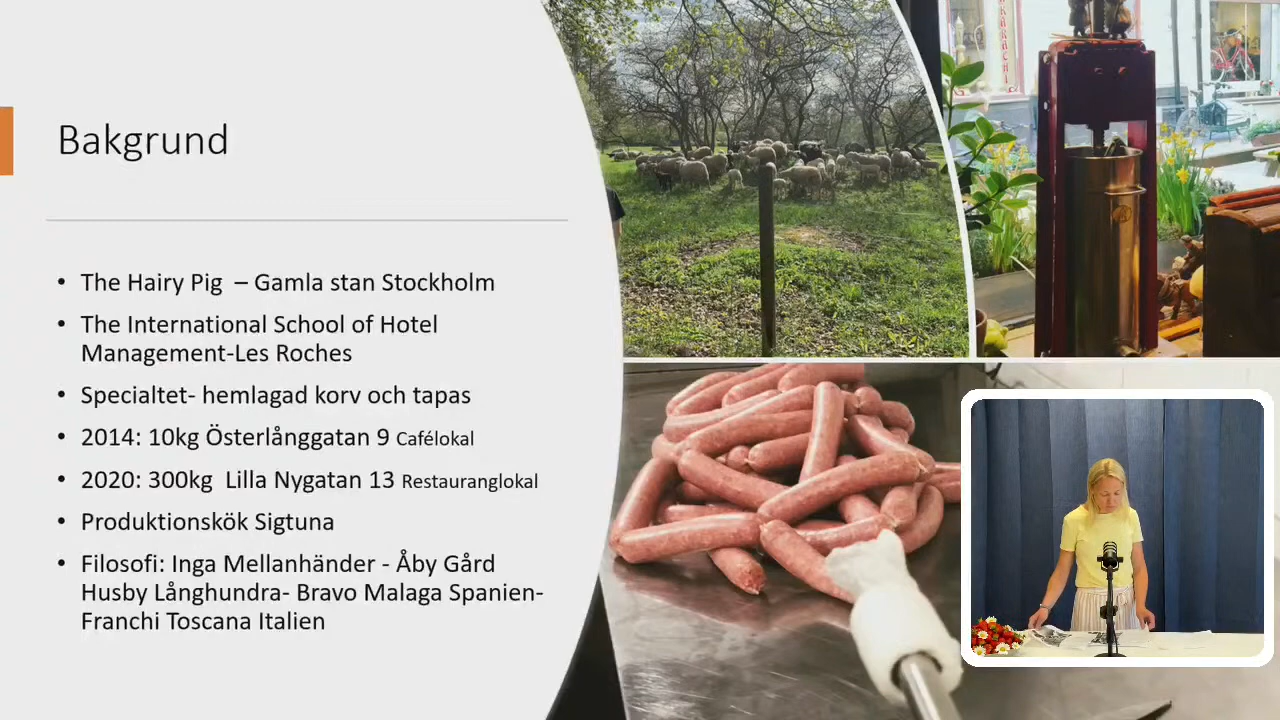 Bakgrund
• The Hairy Pig – Gamla stan Stockholm
• The International School of Hotel
Management-Les Roches
• Specialtet- hemlagad korv och tapas
• 2014: 10kg Österlånggatan 9 Cafélokal
• 2020: 300kg Lilla Nygatan 13 Restauranglokal
• Produktionskök Sigtuna
• Filosofi: Inga Mellanhänder - Åby Gård
Husby Långhundra- Bravo Malaga Spanien-
Franchi Toscana Italien